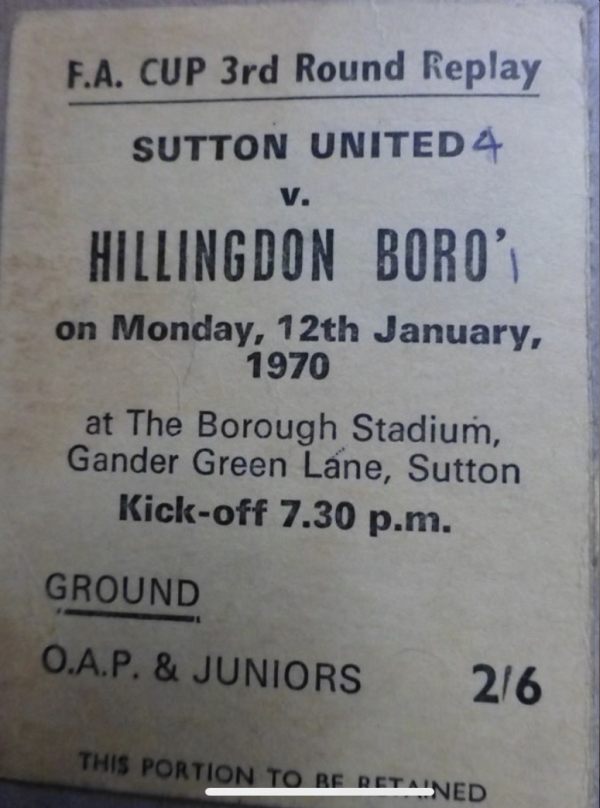 F.A. CUP 3rd Round Replay
SUTTON UNITED 4
v.
HILLINGDON BORO' 1
on Monday, 12th January,
1970
at The Borough Stadium,
Gander Green Lane, Sutton
Kick-off 7.30 p.m.
GROUND
O.A.P. & JUNIORS 2/6
THIS PORTION TO BE RETAINED